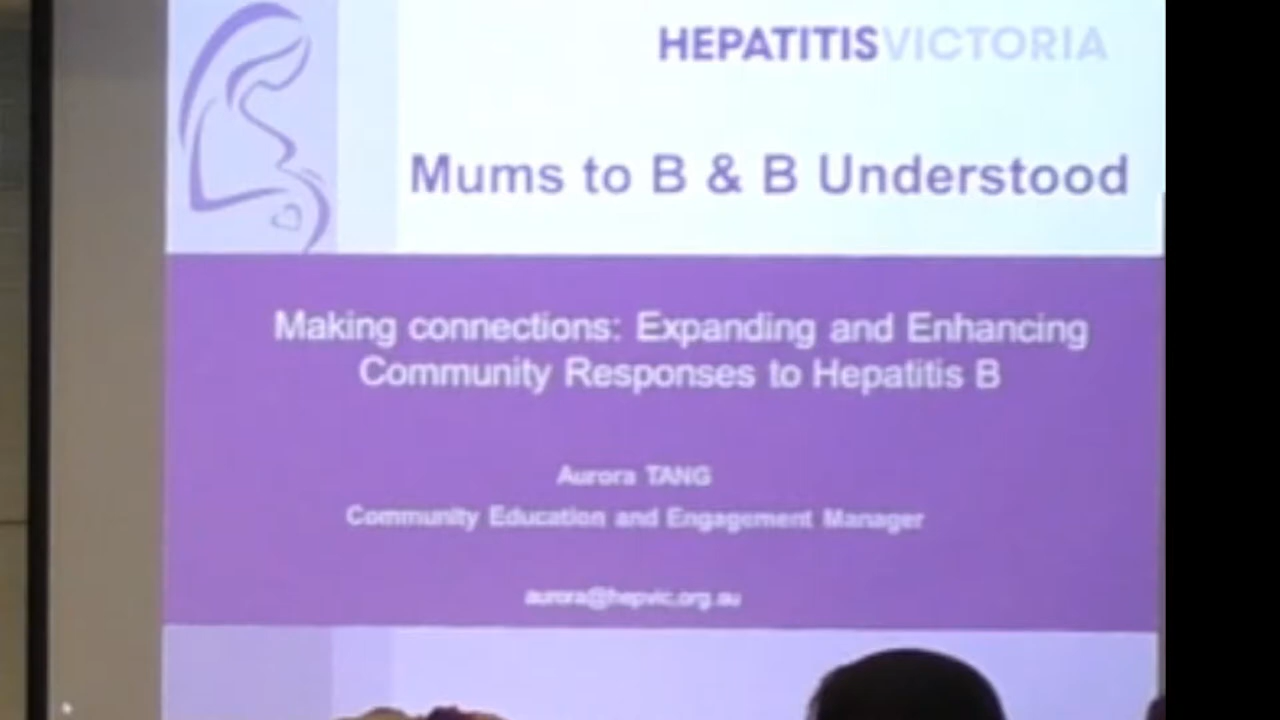 HEPATITISVICTORIA
Mums to B & B Understood
Making connections: Expanding and Enhancing
Community Responses to Hepatitis B
Aurora TANG
Community Education and Engagement Manager
aurora@hepvic.org.au